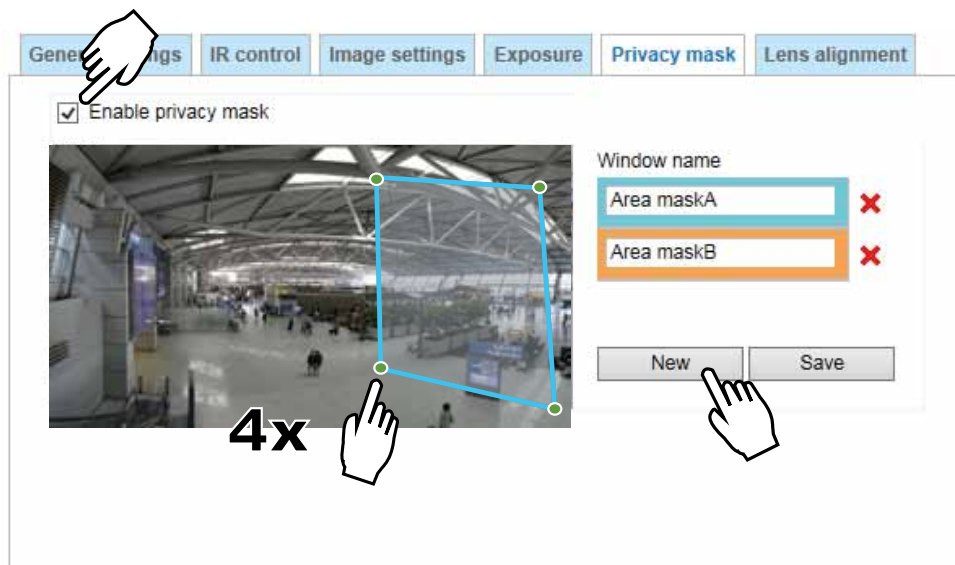 IR control
Image settings
Exposure
Privacy mask
Lens alignment
Enable privacy mask
Window name
Area maskA
Area maskB
New
Save
4x